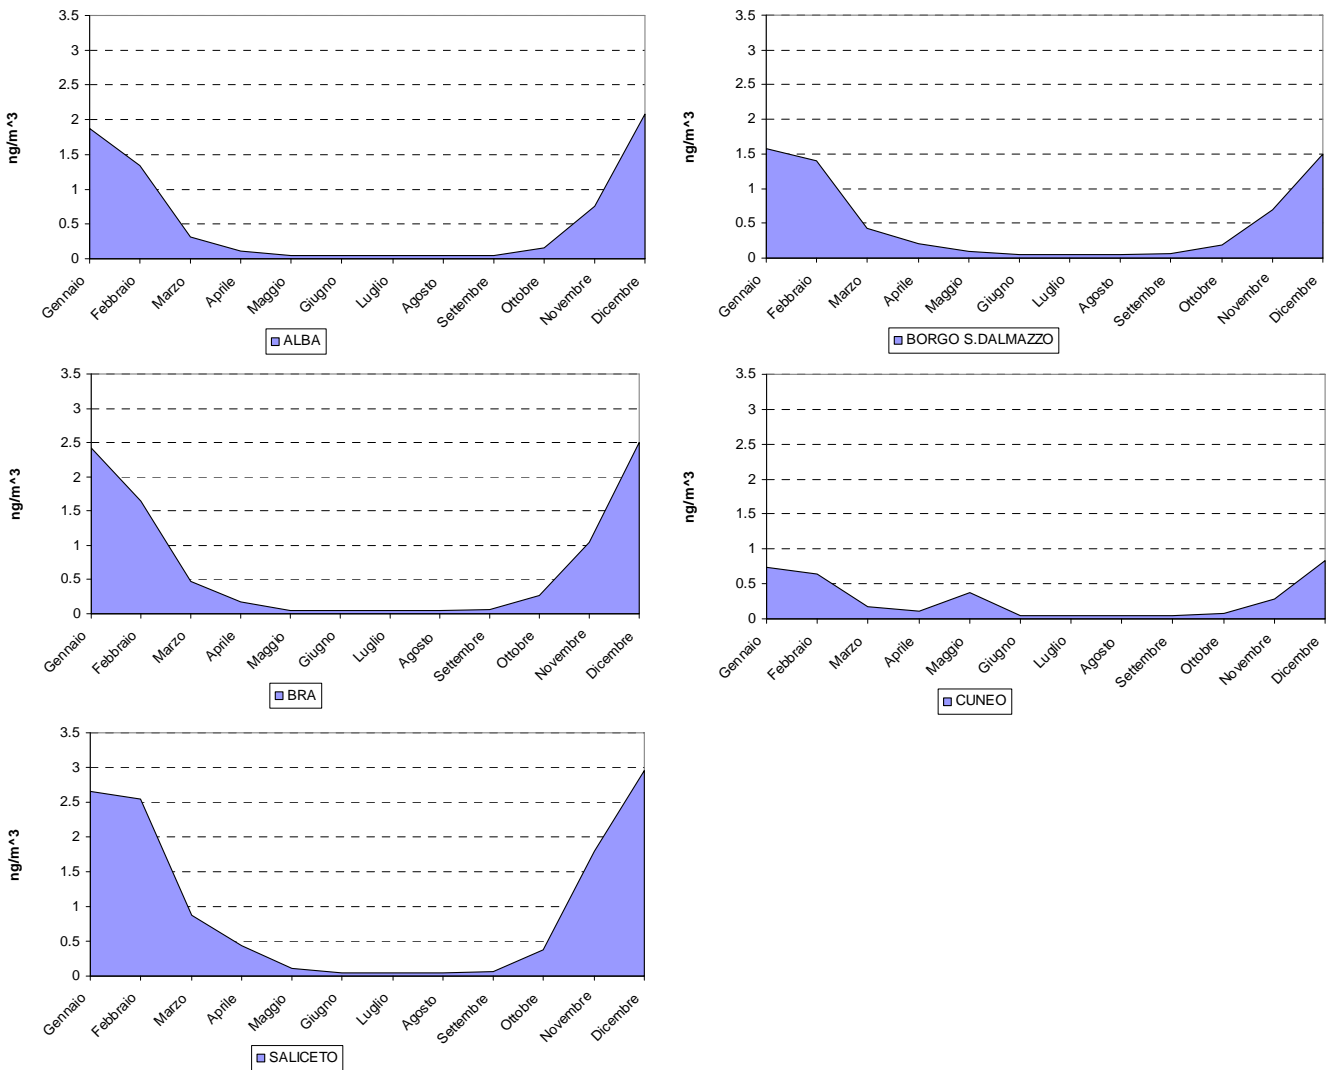 3.5
3
2.5
2
1.5
1
0.5
0
ng/m^3
Gennaio
Febbraio
Marzo
Aprile
Maggio
Giugno
Luglio
Agosto
Settembre
Ottobre
Novembre
Dicembre
ALBA
3.5
3
2.5
2
1.5
1
0.5
0
ng/m^3
Gennaio
Febbraio
Marzo
Aprile
Maggio
Giugno
Luglio
Agosto
Settembre
Ottobre
Novembre
Dicembre
BORGO S.DALMAZZO
3.5
3
2.5
2
1.5
1
0.5
0
ng/m^3
Gennaio
Febbraio
Marzo
Aprile
Maggio
Giugno
Luglio
Agosto
Settembre
Ottobre
Novembre
Dicembre
BRA
3.5
3
2.5
2
1.5
1
0.5
0
ng/m^3
Gennaio
Febbraio
Marzo
Aprile
Maggio
Giugno
Luglio
Agosto
Settembre
Ottobre
Novembre
Dicembre
CUNEO
3.5
3
2.5
2
1.5
1
0.5
0
ng/m^3
Gennaio
Febbraio
Marzo
Aprile
Maggio
Giugno
Luglio
Agosto
Settembre
Ottobre
Novembre
Dicembre
SALICETO